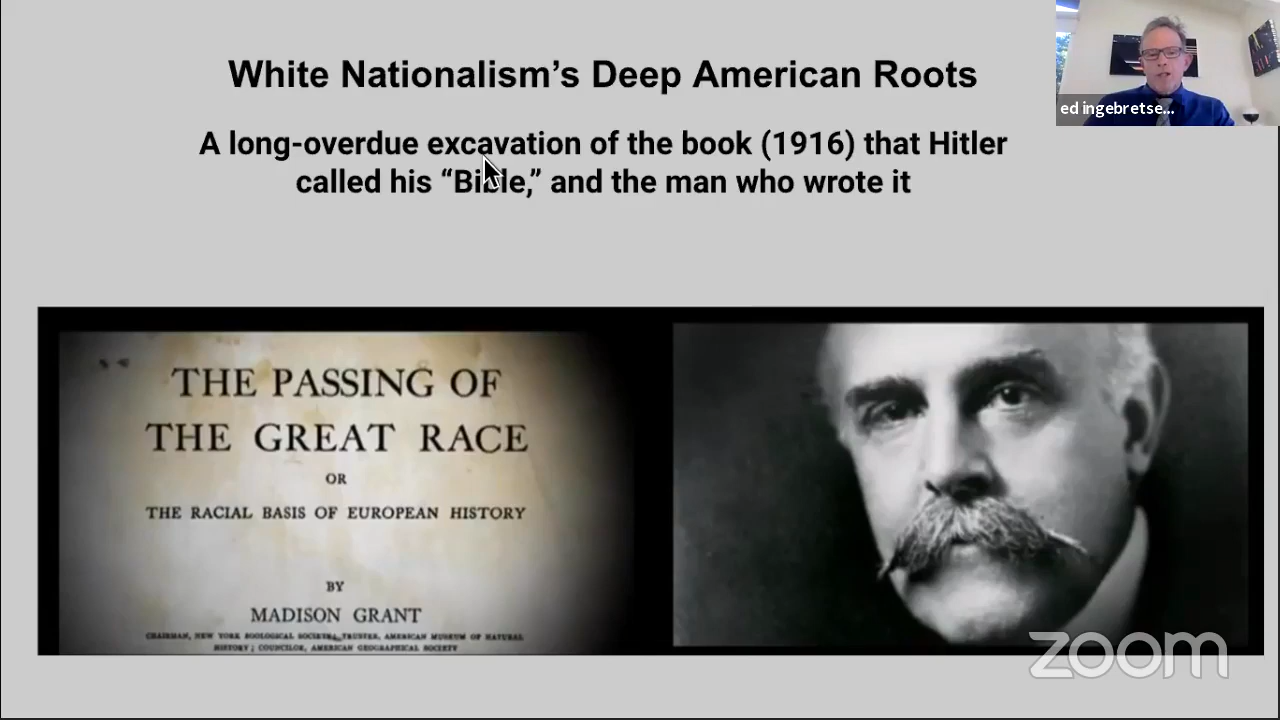 White Nationalism’s Deep American Roots
ed ingebretse...
A long-overdue excavation of the book (1916) that Hitler
called his “Bible,” and the man who wrote it
THE PASSING OF
THE GREAT RACE
OR
THE RACIAL BASIS OF EUROPEAN HISTORY
BY
MADISON GRANT
CHAIRMAN, NEW YORK ZOOLOGICAL SOCIETY; TRUSTEE, AMERICAN MUSEUM OF NATURAL
HISTORY; COUNCILOR, AMERICAN GEOGRAPHICAL SOCIETY
zoom